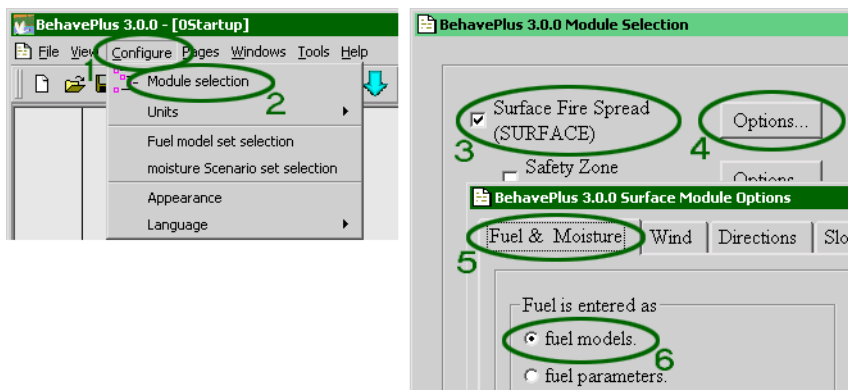 BehavePlus 3.0.0 - [0Startup]
File View Configure Pages Windows Tools Help
1
Module selection
2
Units
Fuel model set selection
moisture Scenario set selection
Appearance
Language
BehavePlus 3.0.0 Module Selection
Surface Fire Spread
(SURFACE)
3
Options...
4
Safety Zone
Options
BehavePlus 3.0.0 Surface Module Options
Fuel & Moisture Wind Directions Slo
5
Fuel is entered as
fuel models.
6
fuel parameters.